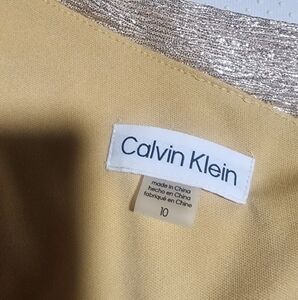 Calvin Klein
made in China
hecho en China
fabriqué en Chine
10